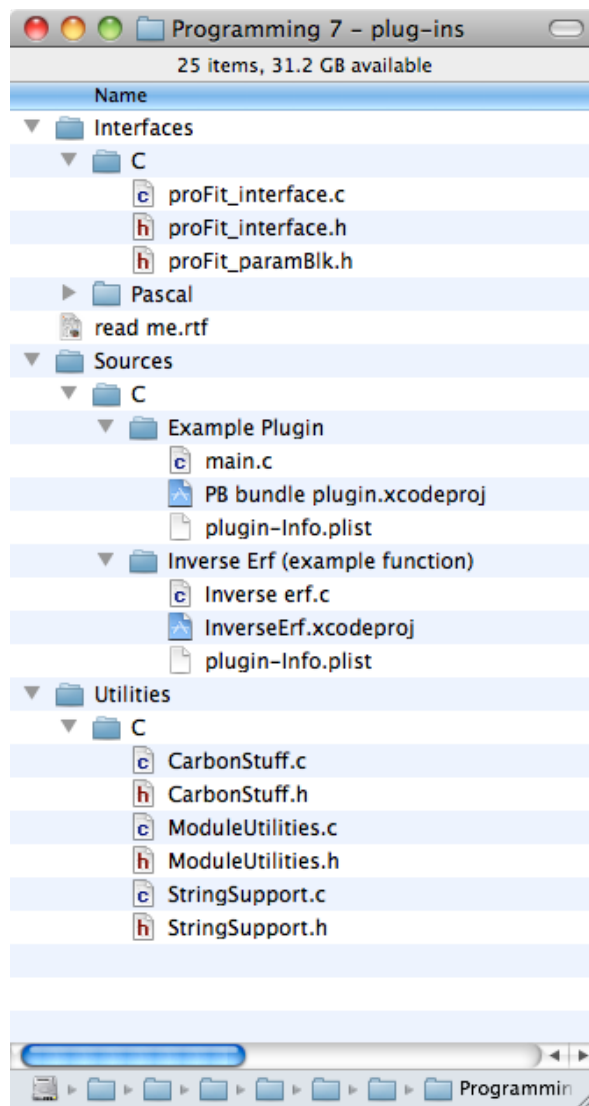 Programming 7 – plug-ins
25 items, 31.2 GB available
Name
Interfaces
C
proFit_interface.c
proFit_interface.h
proFit_paramBlk.h
Pascal
read me.rtf
Sources
C
Example Plugin
main.c
PB bundle plugin.xcodeproj
plugin-Info.plist
Inverse Erf (example function)
Inverse erf.c
InverseErf.xcodeproj
plugin-Info.plist
Utilities
C
CarbonStuff.c
CarbonStuff.h
ModuleUtilities.c
ModuleUtilities.h
StringSupport.c
StringSupport.h
Programmin